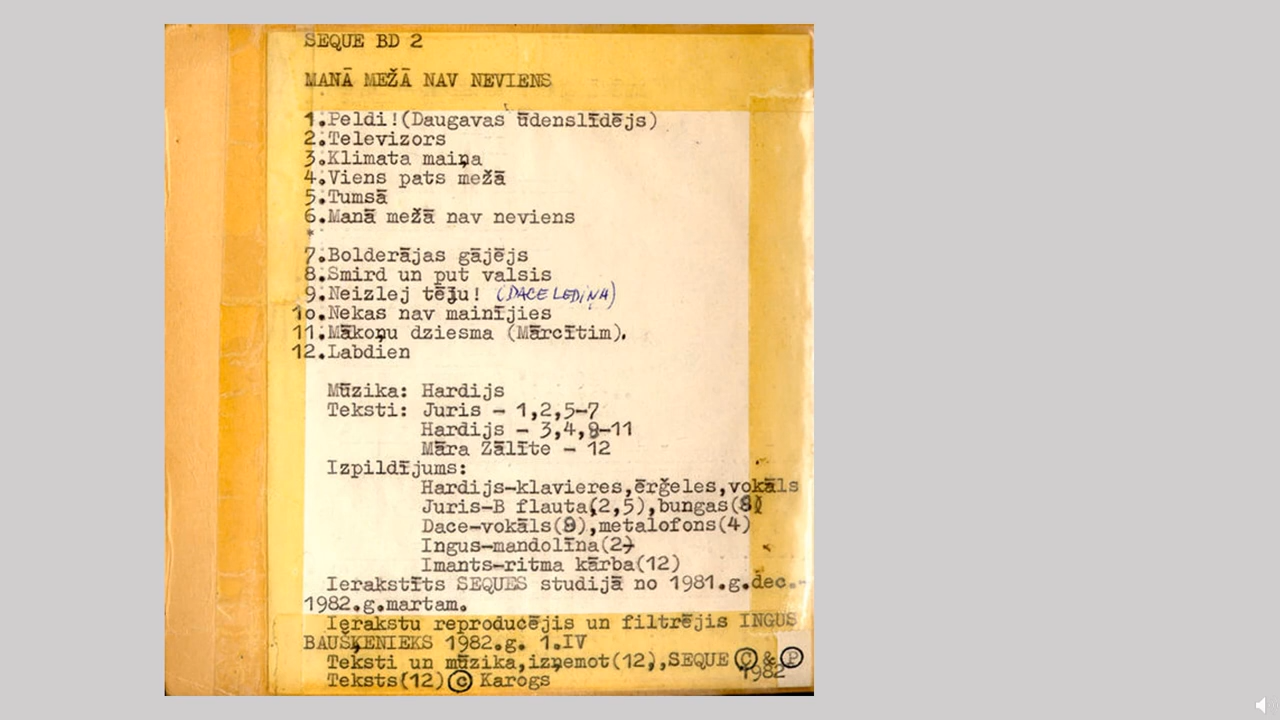 SEQUE BD 2
MANĀ MEŽĀ NAV NEVIENS
1.Peldi!(Daugavas ūdenslīdējs)
2.Televizors
3.Klimata maiņa
4.Viens pats mežā
5.Tumsā
6.Manā mežā nav neviens
*
7.Bolderājas gājējs
8.Smird un put valsis
9.Neizlej tēju! (DACE LEDIŅA)
1o.Nekas nav mainījies
11.Mākoņu dziesma (Mārcītim).
12.Labdien
Mūzika: Hardijs
Teksti: Juris – 1,2,5–7
Hardijs – 3,4,8–11
Māra Zālīte – 12
Izpildījums:
Hardijs–klavieres,ērģeles,vokāls
Juris–B flauta(2,5),bungas(8)
Dace–vokāls(9),metalofons(4)
Ingus–mandolīna(2)
Imants–ritma kārba(12)
Ierakstīts SEQUES studijā no 1981.g.dec.–
1982.g.martam.
Ierakstu reproducējis un filtrējis INGUS
BAUŠĶENIEKS 1982.g. 1.IV
Teksti un mūzika,izņemot(12),SEQUE © & ℗
1982
Teksts(12) © Karogs